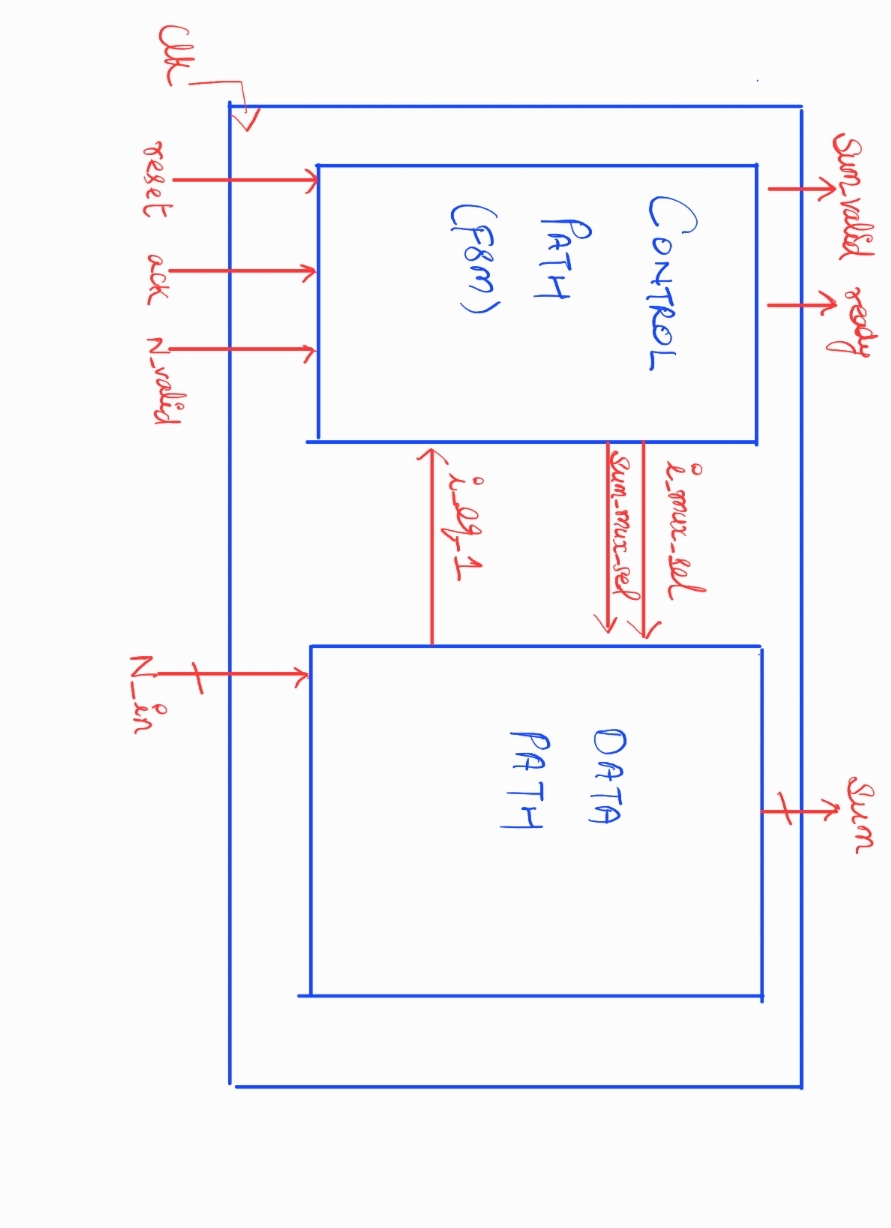 Clk
reset
ack
N_valid
CONTROL
PATH
(FSM)
Sum_valid
ready
i_mux_sel
sum_mux_sel
i_eq_1
N_in
DATA
PATH
Sum